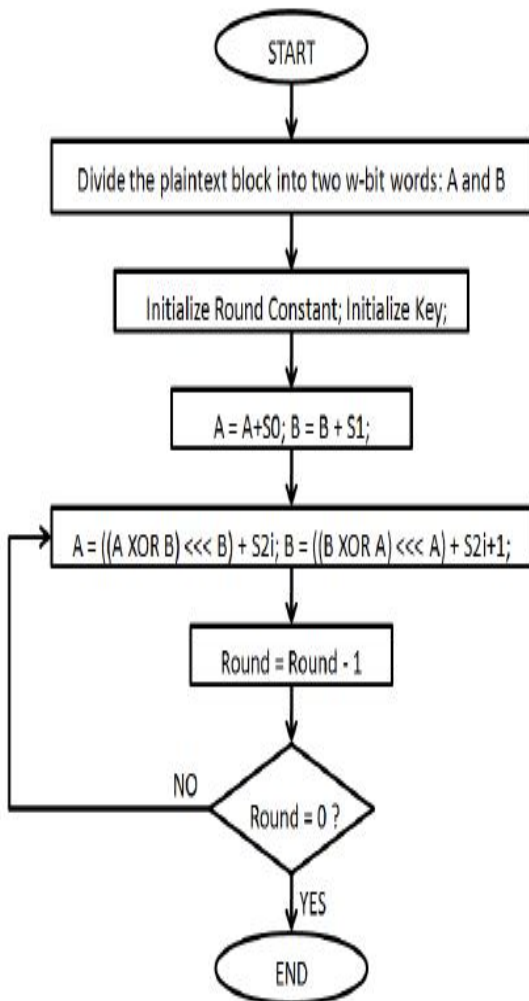 START
Divide the plaintext block into two w-bit words: A and B
Initialize Round Constant; Initialize Key;
A = A+S0; B = B + S1;
A = ((A XOR B) <<< B) + S2i; B = ((B XOR A) <<< A) + S2i+1;
Round = Round - 1
NO
Round = 0 ?
YES
END